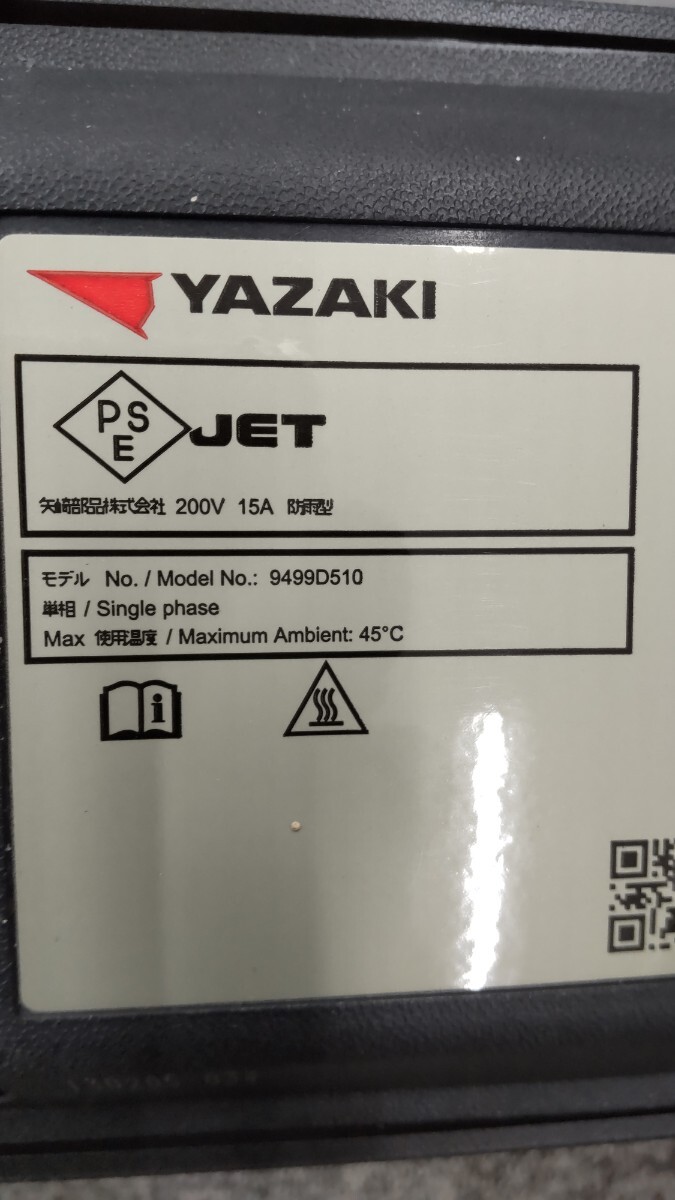 YAZAKI
PS
E
JET
矢崎部品株式会社 200V 15A 防雨型
モデル No. / Model No.: 9499D510
単相 / Single phase
Max 使用温度 / Maximum Ambient: 45°C
i